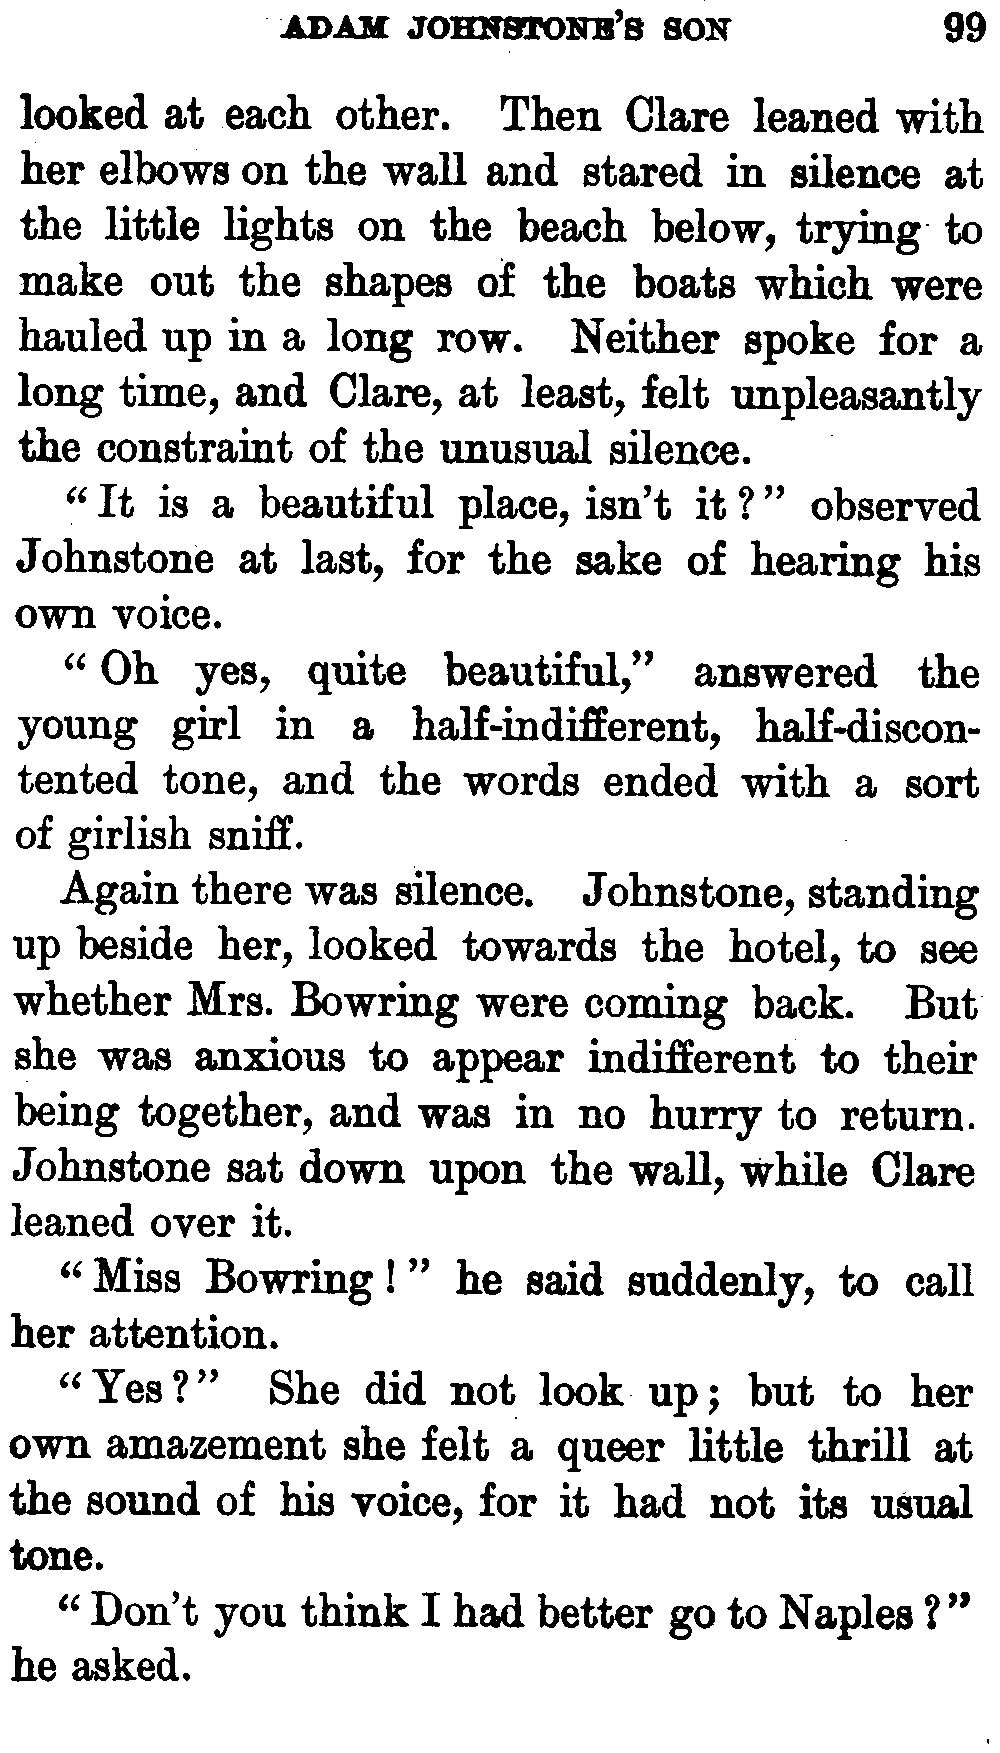 ADAM JOHNSTONE'S SON 99
looked at each other. Then Clare leaned with
her elbows on the wall and stared in silence at
the little lights on the beach below, trying to
make out the shapes of the boats which were
hauled up in a long row. Neither spoke for a
long time, and Clare, at least, felt unpleasantly
the constraint of the unusual silence.
"It is a beautiful place, isn't it?" observed
Johnstone at last, for the sake of hearing his
own voice.
"Oh yes, quite beautiful," answered the
young girl in a half-indifferent, half-discon-
tented tone, and the words ended with a sort
of girlish sniff.
Again there was silence. Johnstone, standing
up beside her, looked towards the hotel, to see
whether Mrs. Bowring were coming back. But
she was anxious to appear indifferent to their
being together, and was in no hurry to return.
Johnstone sat down upon the wall, while Clare
leaned over it.
"Miss Bowring!" he said suddenly, to call
her attention.
"Yes?" She did not look up; but to her
own amazement she felt a queer little thrill at
the sound of his voice, for it had not its usual
tone.
"Don't you think I had better go to Naples?"
he asked.